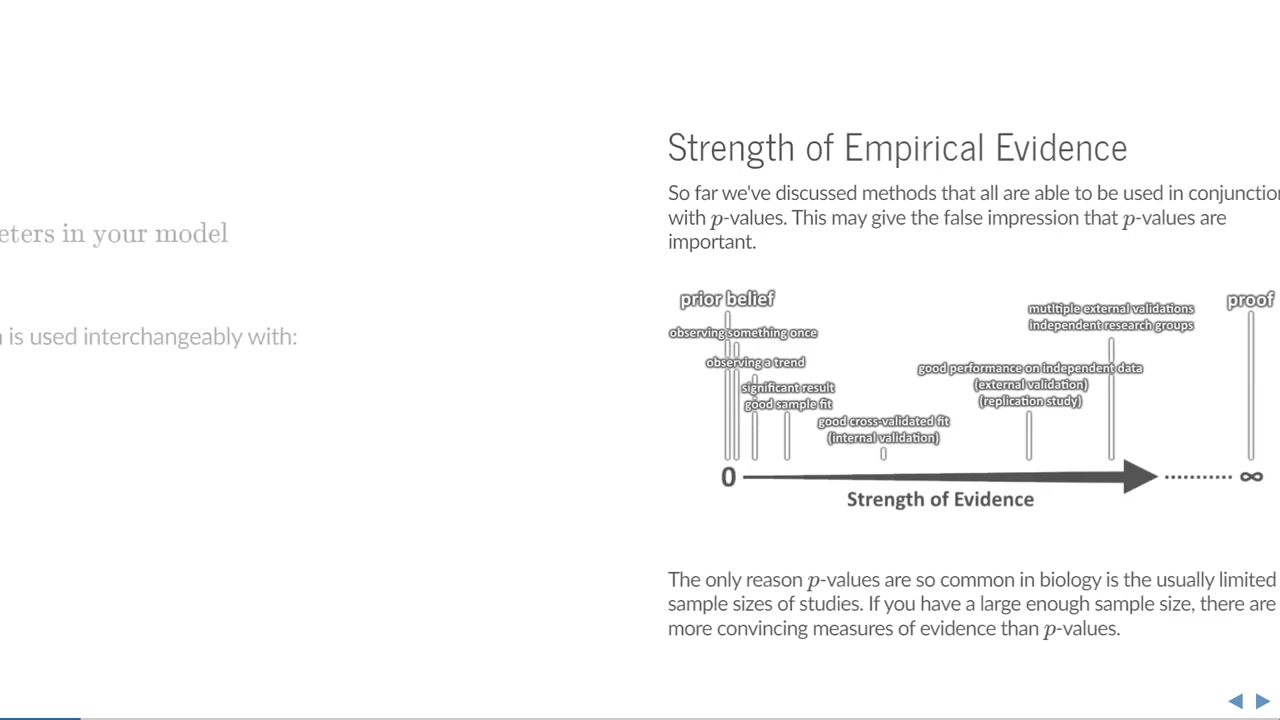 eters in your model
is used interchangeably with:
Strength of Empirical Evidence
So far we've discussed methods that all are able to be used in conjunction
with p-values. This may give the false impression that p-values are
important.
prior belief
observing something once
observing a trend
significant result
good sample fit
good cross-validated fit
(internal validation)
good performance on independent data
(external validation)
(replication study)
mutltiple external validations
independent research groups
proof
0
∞
Strength of Evidence
The only reason p-values are so common in biology is the usually limited
sample sizes of studies. If you have a large enough sample size, there are
more convincing measures of evidence than p-values.